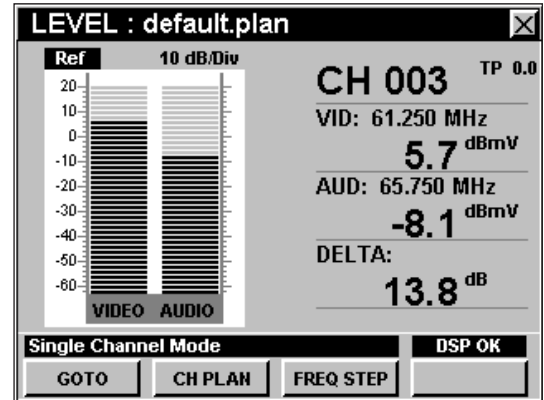 LEVEL : default.plan
Ref 10 dB/Div
20
10
0
-10
-20
-30
-40
-50
-60
VIDEO AUDIO
CH 003 TP 0.0
VID: 61.250 MHz
5.7 dBmV
AUD: 65.750 MHz
-8.1 dBmV
DELTA:
13.8 dB
Single Channel Mode DSP OK
GOTO CH PLAN FREQ STEP